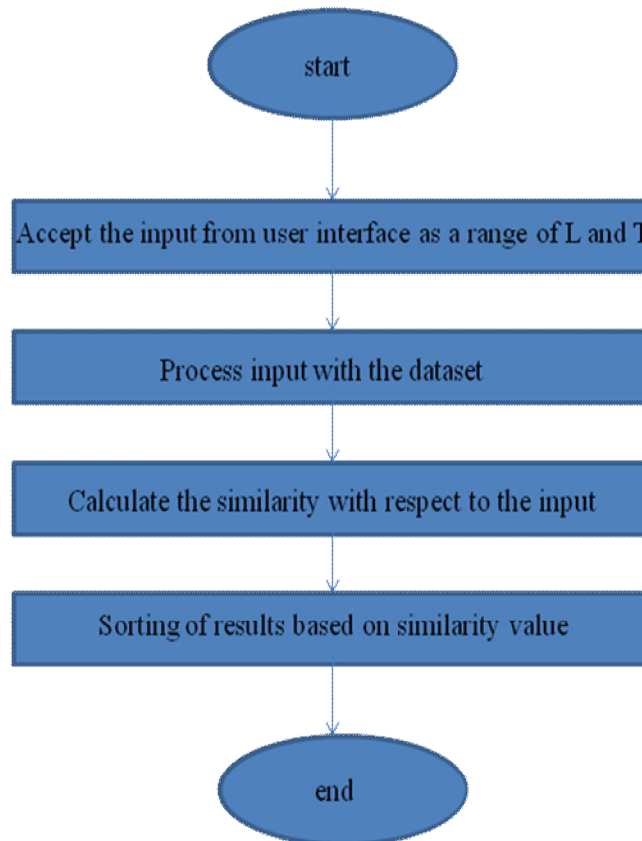 start
Accept the input from user interface as a range of L and T
Process input with the dataset
Calculate the similarity with respect to the input
Sorting of results based on similarity value
end